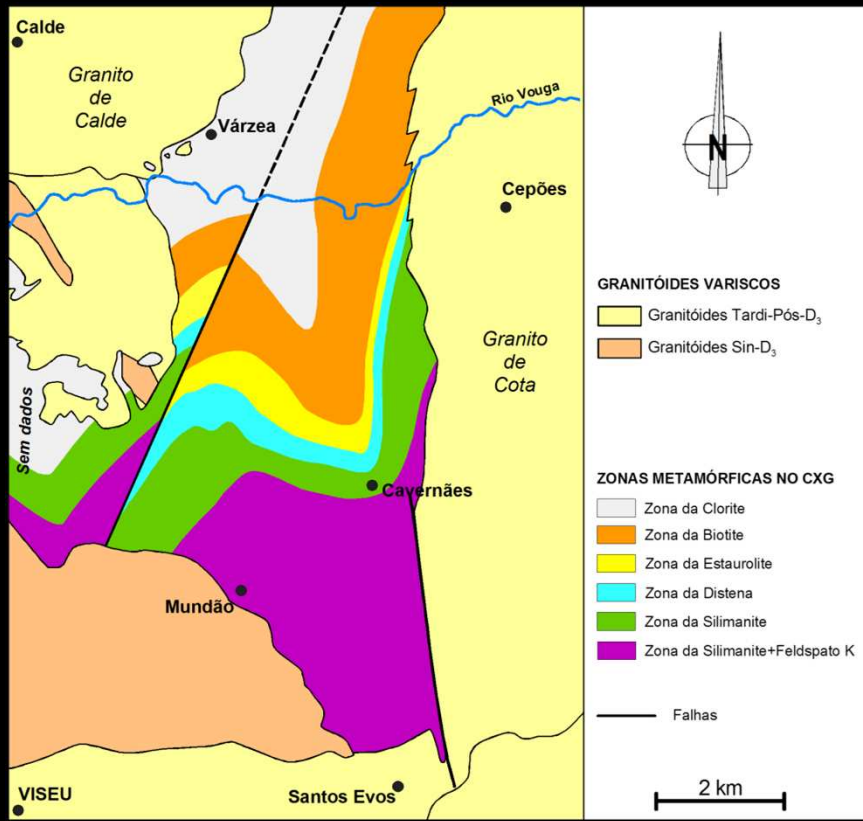 Calde
Granito
de
Calde
Várzea
Rio Vouga
Cepões
Granito
de
Cota
Sem dados
Cavernães
Mundão
VISEU
Santos Evos
N
GRANITÓIDES VARISCOS
Granitóides Tardi-Pós-D₃
Granitóides Sin-D₃
ZONAS METAMÓRFICAS NO CXG
Zona da Clorite
Zona da Biotite
Zona da Estaurolite
Zona da Distena
Zona da Silimanite
Zona da Silimanite+Feldspato K
Falhas
2 km